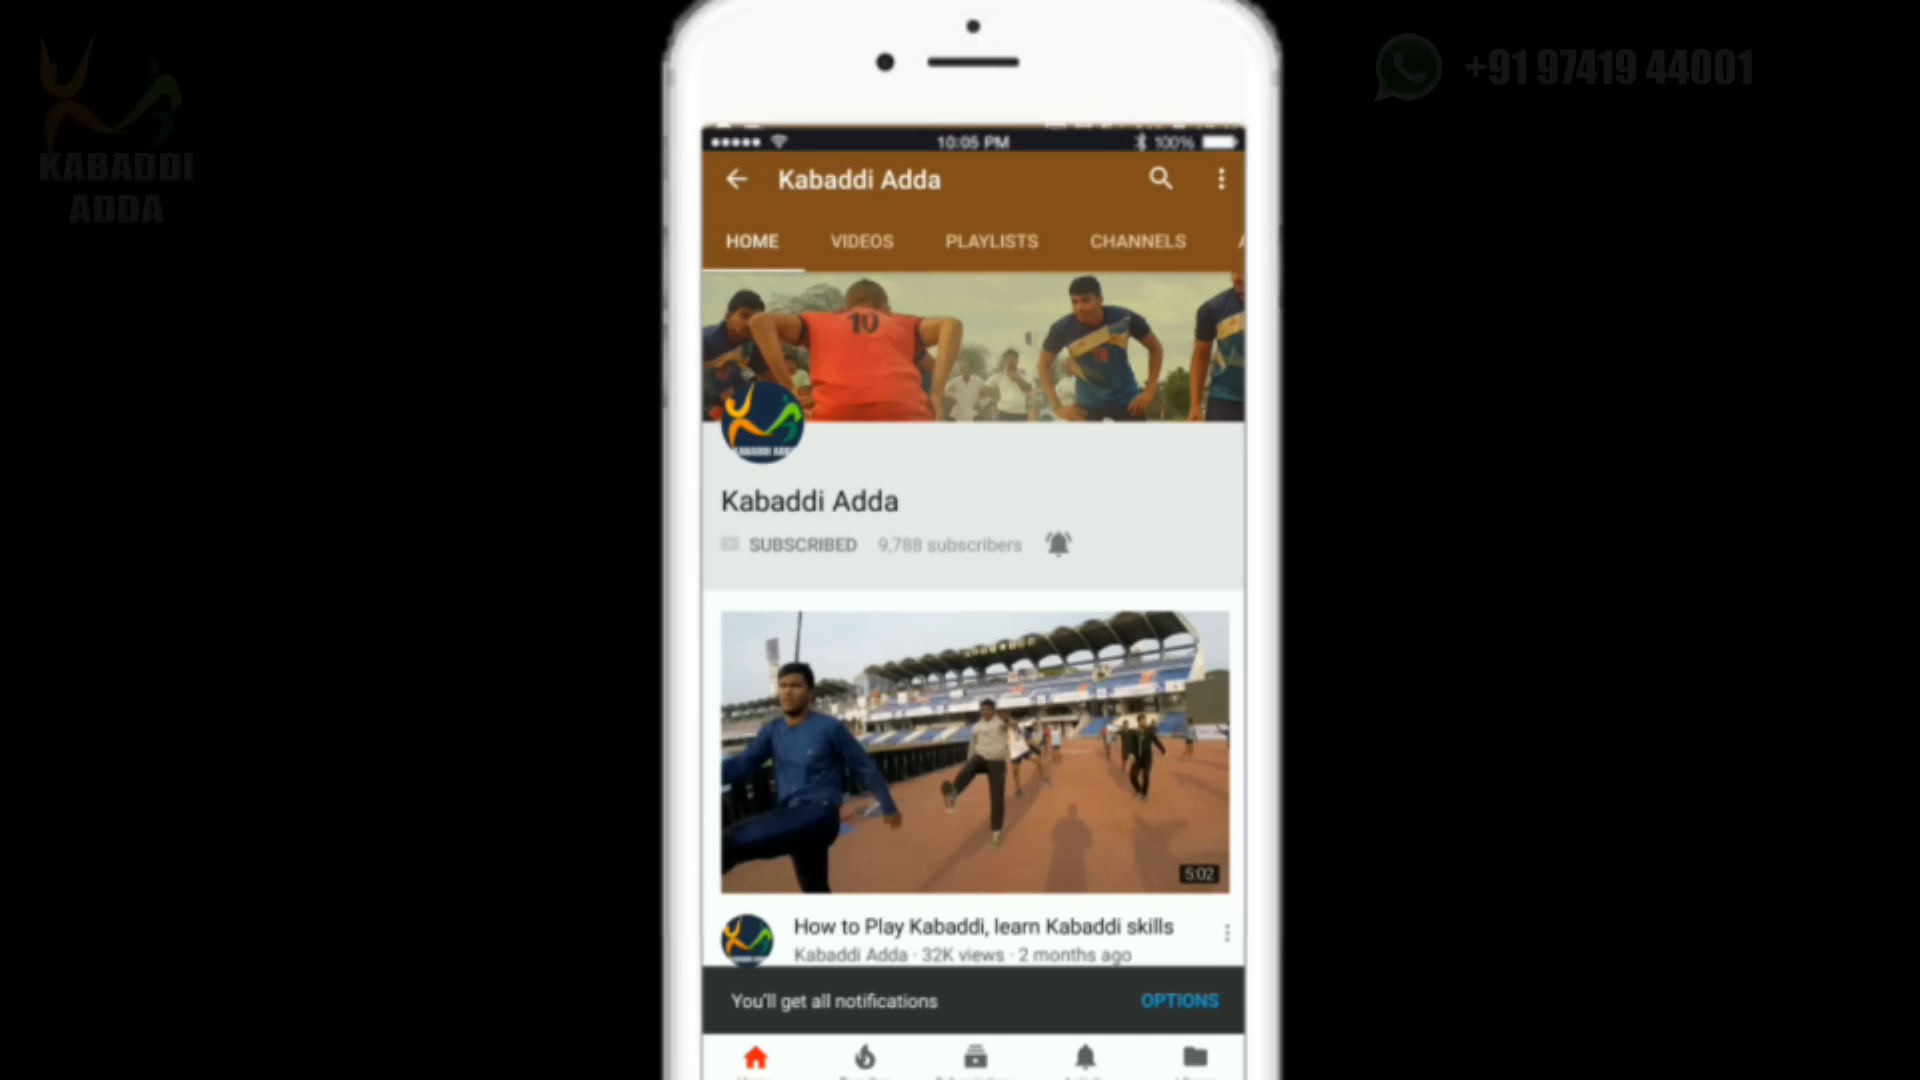 KABADDI
ADDA
+91 97419 44001
10:05 PM
100%
Kabaddi Adda
HOME
VIDEOS
PLAYLISTS
CHANNELS
10
Kabaddi Adda
SUBSCRIBED
9,788 subscribers
5:02
How to Play Kabaddi, learn Kabaddi skills
Kabaddi Adda · 32K views · 2 months ago
You'll get all notifications
OPTIONS